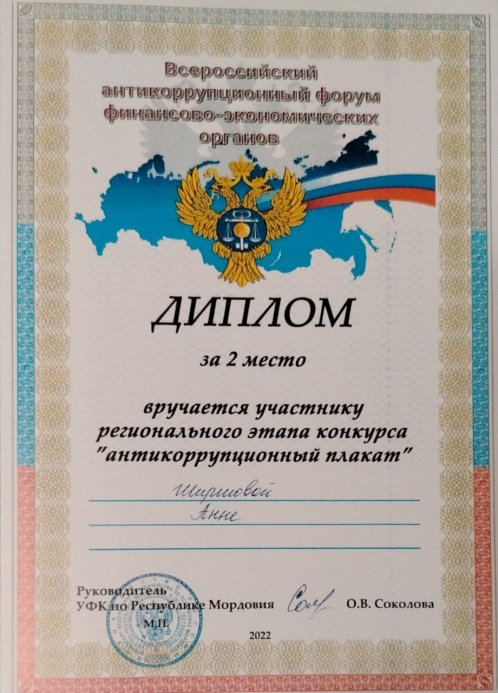 Всероссийский
антикоррупционный форум
финансово-экономических
органов
ДИПЛОМ
за 2 место
вручается участнику
регионального этапа конкурса
"антикоррупционный плакат"
Ширшовой
Анне
Руководитель
УФК по Республике Мордовия О.В. Соколова
М.П.
2022